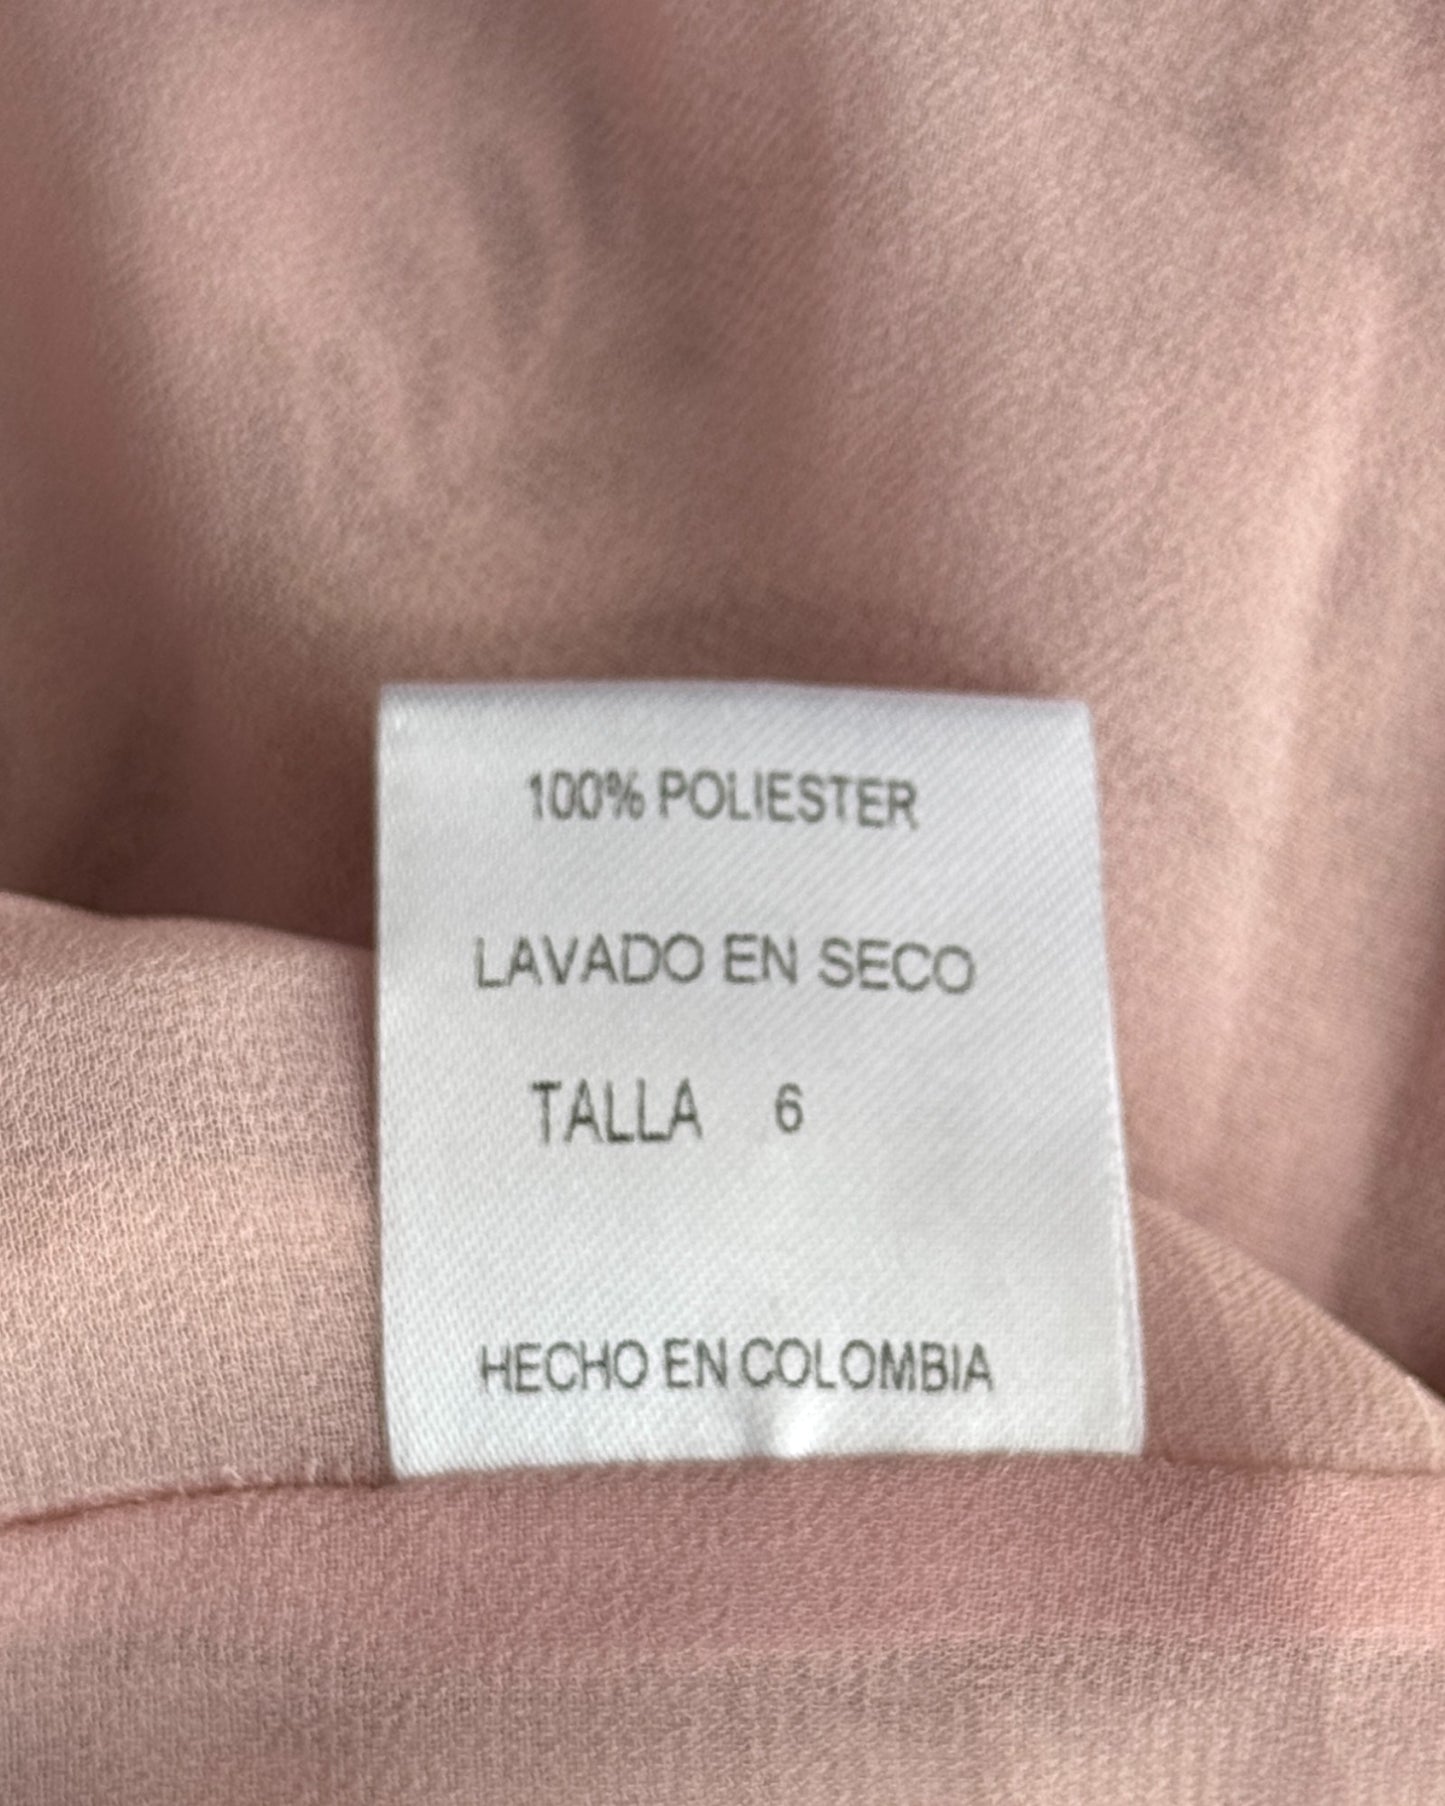 100% POLIESTER
LAVADO EN SECO
TALLA 6
HECHO EN COLOMBIA